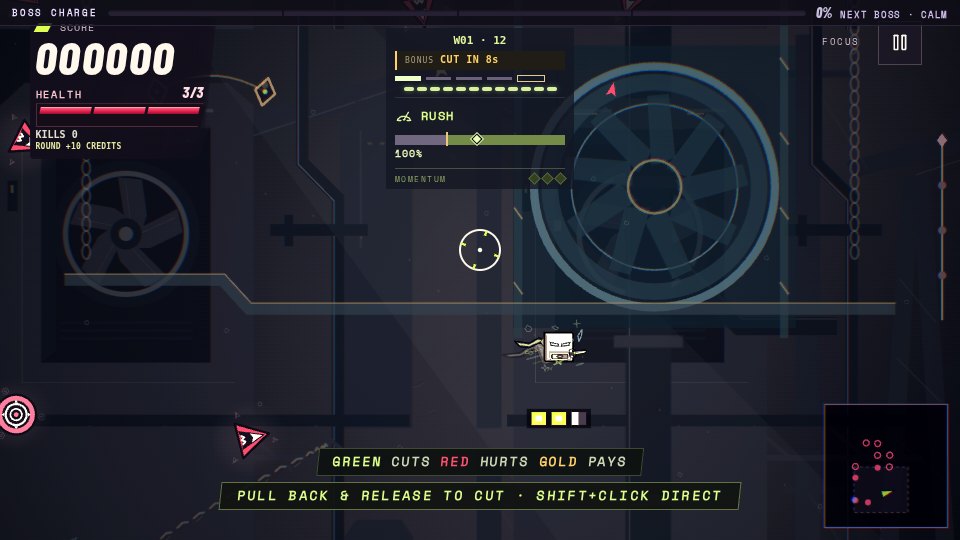 BOSS CHARGE
0% NEXT BOSS · CALM
SCORE
000000
HEALTH 3/3
KILLS 0
ROUND +10 CREDITS
W01 · 12
BONUS CUT IN 8s
RUSH
100%
MOMENTUM
FOCUS
GREEN CUTS RED HURTS GOLD PAYS
PULL BACK & RELEASE TO CUT · SHIFT+CLICK DIRECT